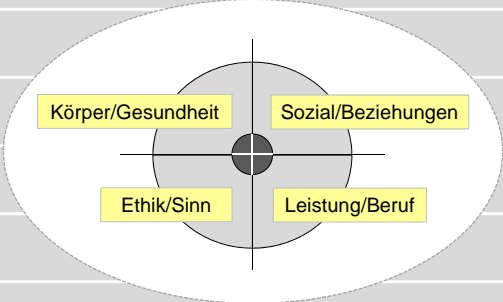 Körper/Gesundheit
Sozial/Beziehungen
Ethik/Sinn
Leistung/Beruf